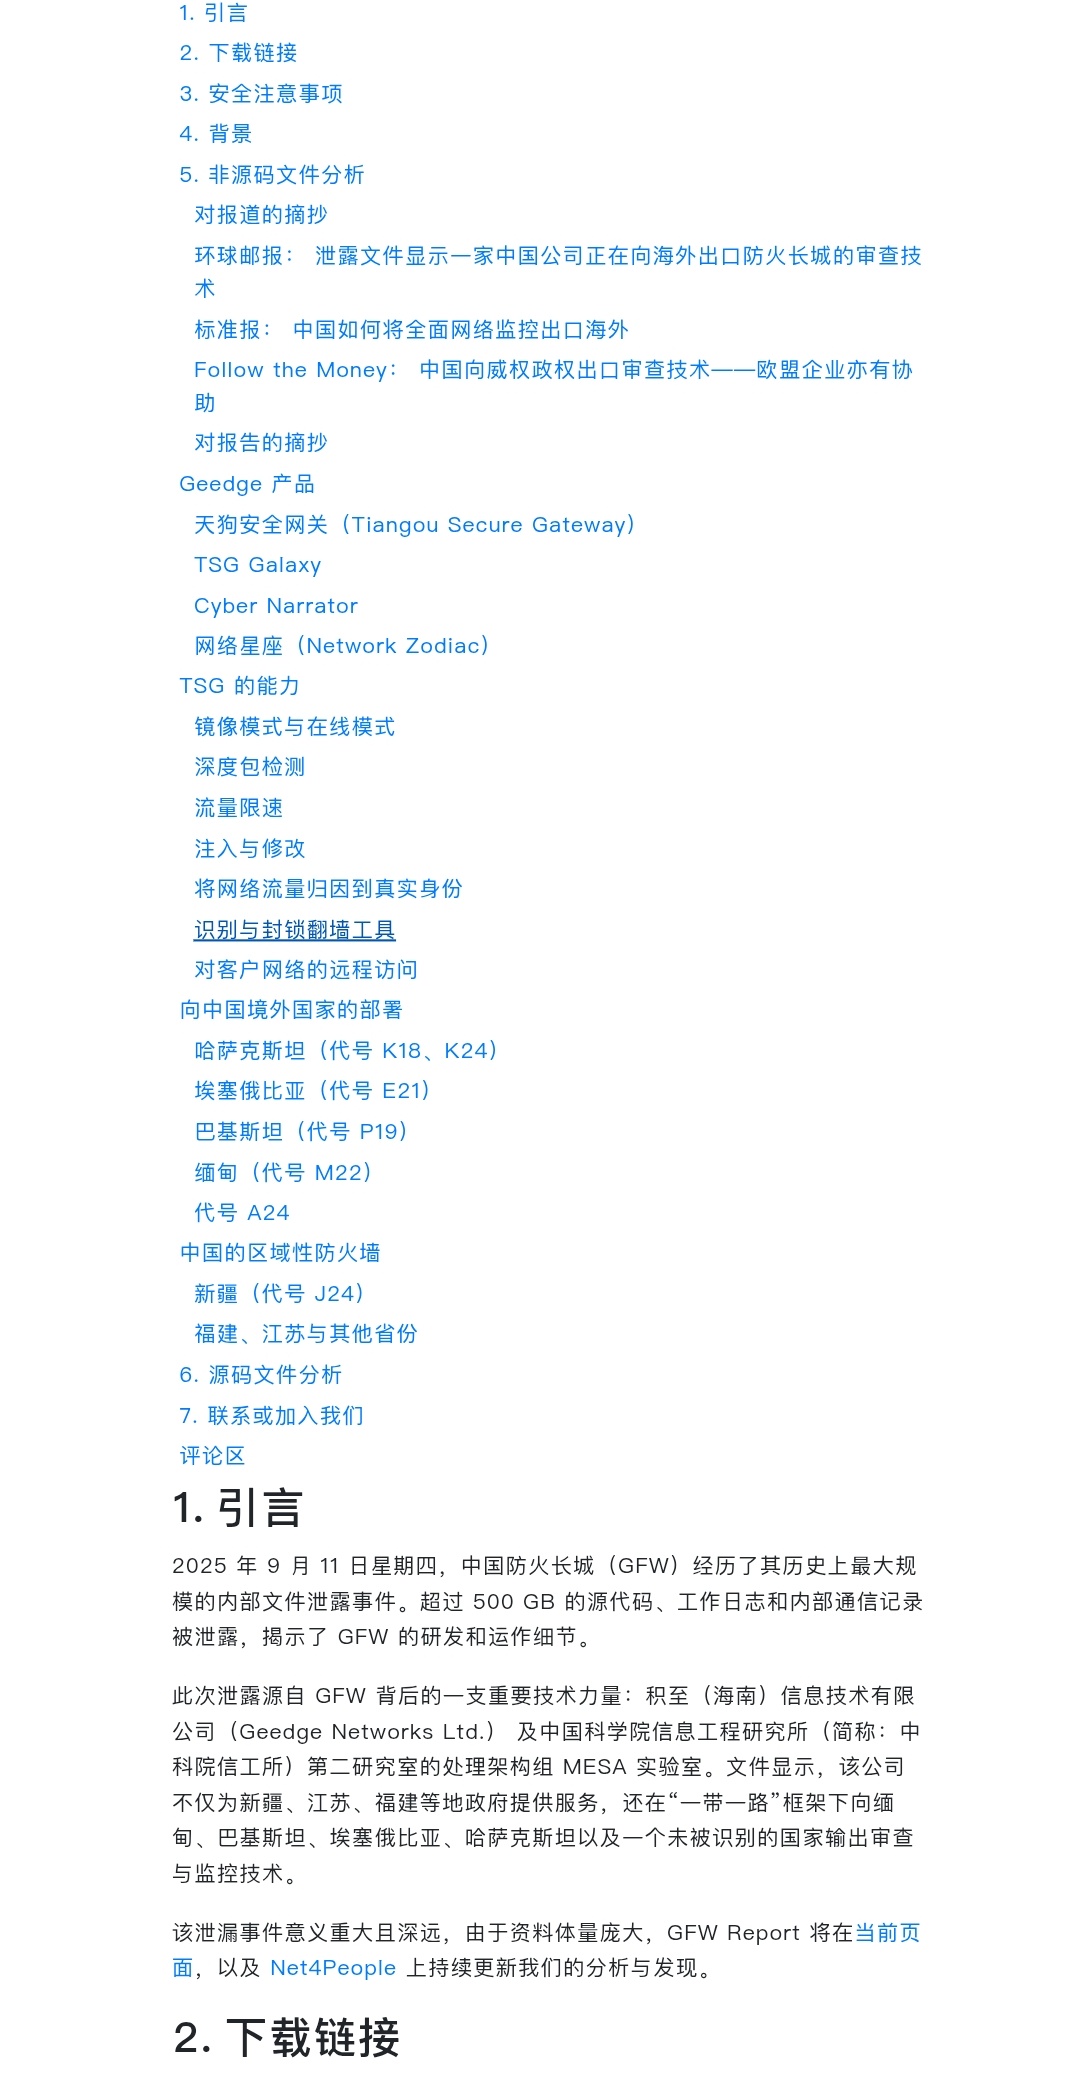 1. 引言
2. 下载链接
3. 安全注意事项
4. 背景
5. 非源码文件分析
对报道的摘抄
环球邮报： 泄露文件显示一家中国公司正在向海外出口防火长城的审查技
术
标准报： 中国如何将全面网络监控出口海外
Follow the Money： 中国向威权政权出口审查技术——欧盟企业亦有协
助
对报告的摘抄
Geedge 产品
天狗安全网关（Tiangou Secure Gateway）
TSG Galaxy
Cyber Narrator
网络星座（Network Zodiac）
TSG 的能力
镜像模式与在线模式
深度包检测
流量限速
注入与修改
将网络流量归因到真实身份
识别与封锁翻墙工具
对客户网络的远程访问
向中国境外国家的部署
哈萨克斯坦（代号 K18、K24）
埃塞俄比亚（代号 E21）
巴基斯坦（代号 P19）
缅甸（代号 M22）
代号 A24
中国的区域性防火墙
新疆（代号 J24）
福建、江苏与其他省份
6. 源码文件分析
7. 联系或加入我们
评论区
1. 引言
2025 年 9 月 11 日星期四，中国防火长城（GFW）经历了其历史上最大规
模的内部文件泄露事件。超过 500 GB 的源代码、工作日志和内部通信记录
被泄露，揭示了 GFW 的研发和运作细节。
此次泄露源自 GFW 背后的一支重要技术力量：积至（海南）信息技术有限
公司（Geedge Networks Ltd.） 及中国科学院信息工程研究所（简称：中
科院信工所）第二研究室的处理架构组 MESA 实验室。文件显示，该公司
不仅为新疆、江苏、福建等地政府提供服务，还在“一带一路”框架下向缅
甸、巴基斯坦、埃塞俄比亚、哈萨克斯坦以及一个未被识别的国家输出审查
与监控技术。
该泄漏事件意义重大且深远，由于资料体量庞大，GFW Report 将在当前页
面，以及 Net4People 上持续更新我们的分析与发现。
2. 下载链接